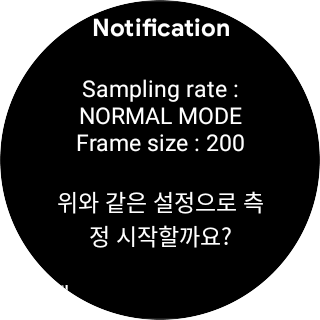 Notification
Sampling rate :
NORMAL MODE
Frame size : 200
위와 같은 설정으로 측
정 시작할까요?